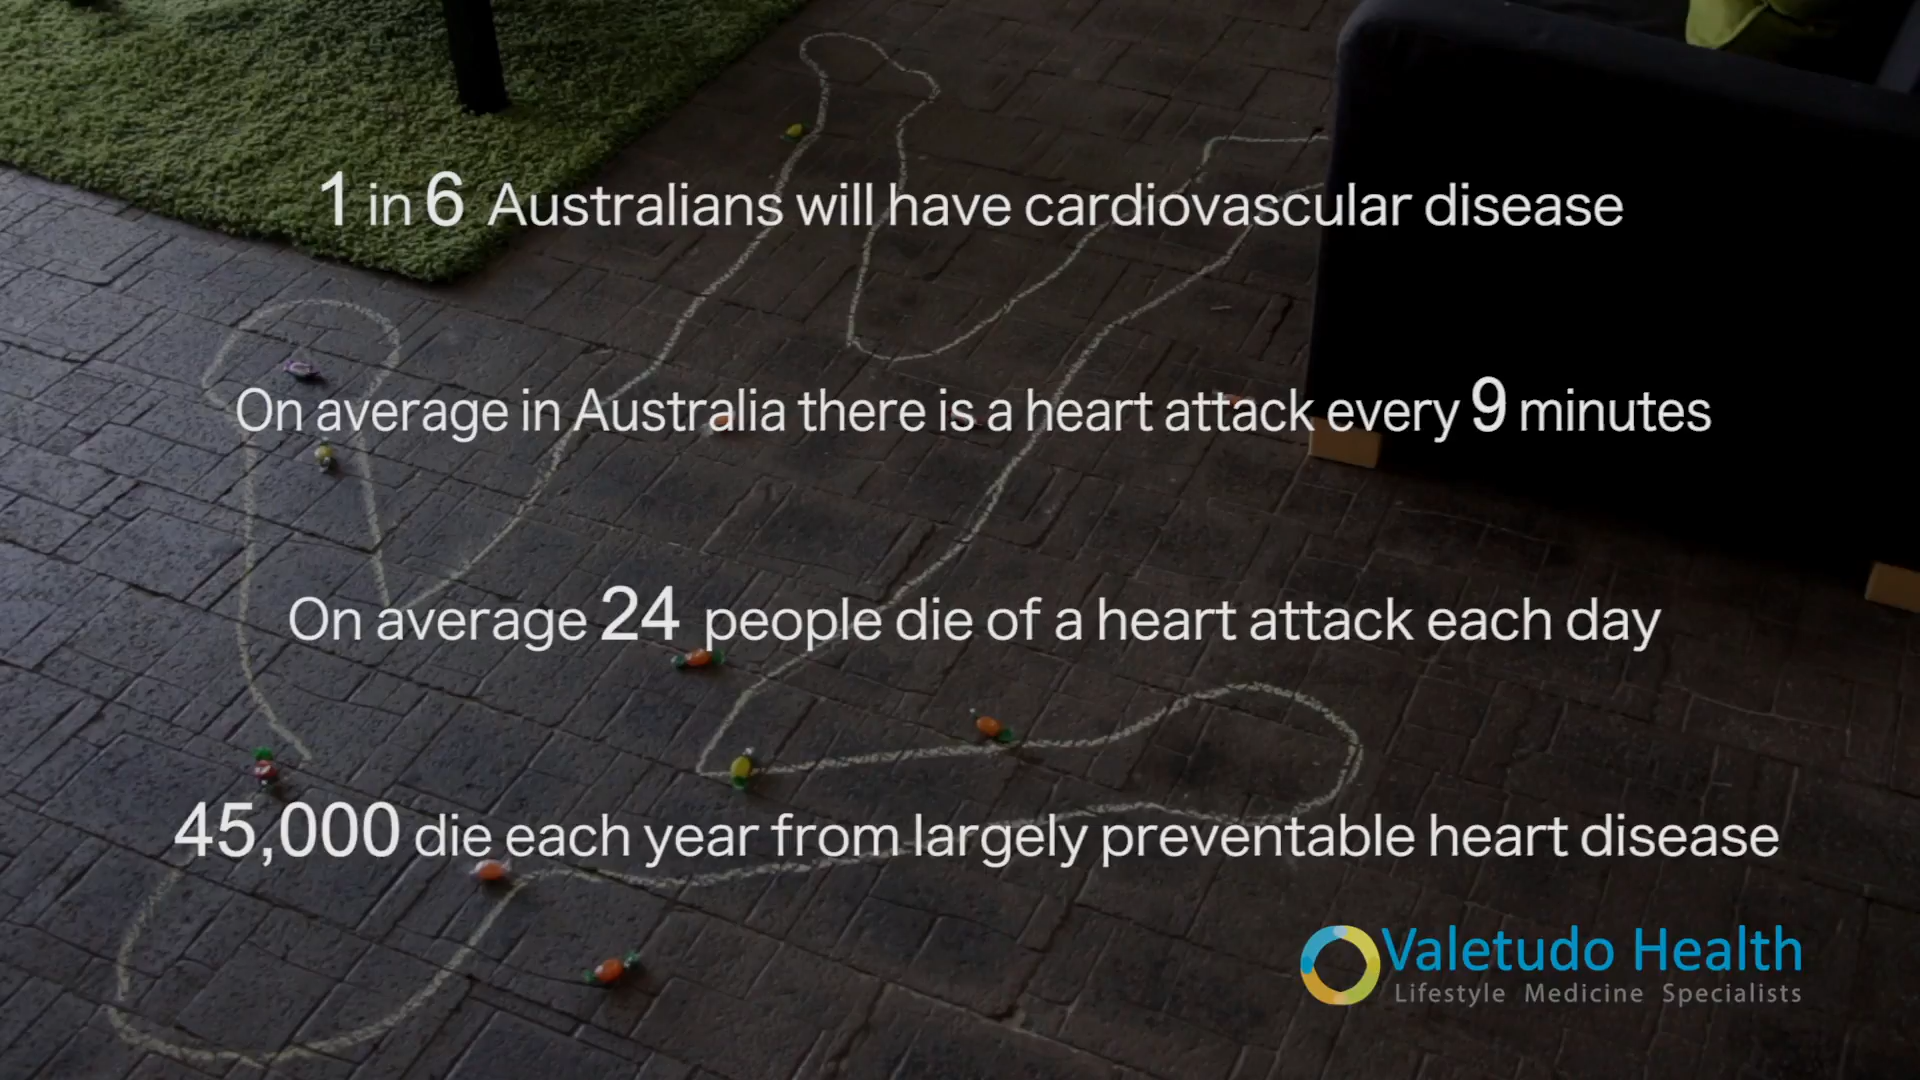 1 in 6 Australians will have cardiovascular disease
On average in Australia there is a heart attack every 9 minutes
On average 24 people die of a heart attack each day
45,000 die each year from largely preventable heart disease
Valetudo Health
Lifestyle Medicine Specialists